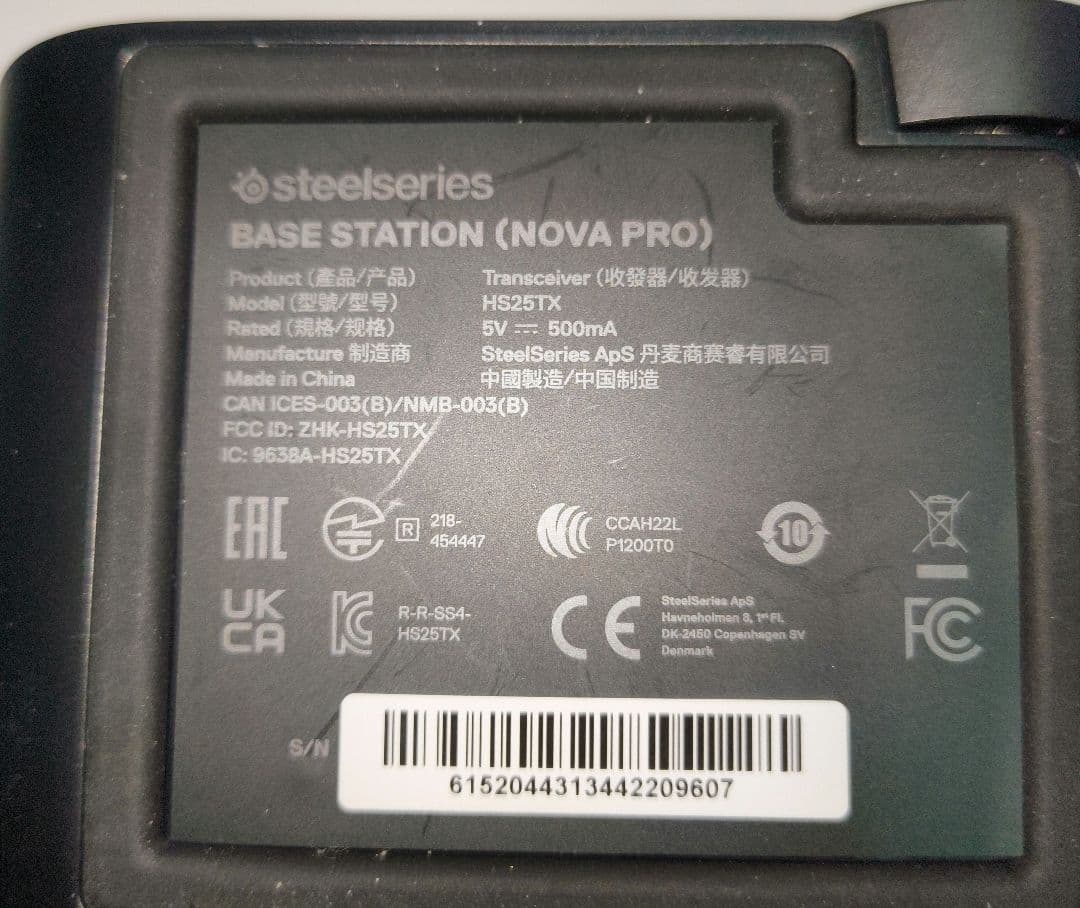 steelseries
BASE STATION (NOVA PRO)
Product (產品/产品) Transceiver (收發器/收发器)
Model (型號/型号) HS25TX
Rated (規格/规格) 5V ⎓ 500mA
Manufacture 制造商 SteelSeries ApS 丹麦商赛睿有限公司
Made in China 中國製造/中国制造
CAN ICES-003(B)/NMB-003(B)
FCC ID: ZHK-HS25TX
IC: 9638A-HS25TX
EAC
R
218-
454447
CCAH22L
P1200T0
10
UK
CA
R-R-SS4-
HS25TX
CE
SteelSeries ApS
Havneholmen 8, 1st Fl.
DK-2450 Copenhagen SV
Denmark
FC
S/N
6152044313442209607